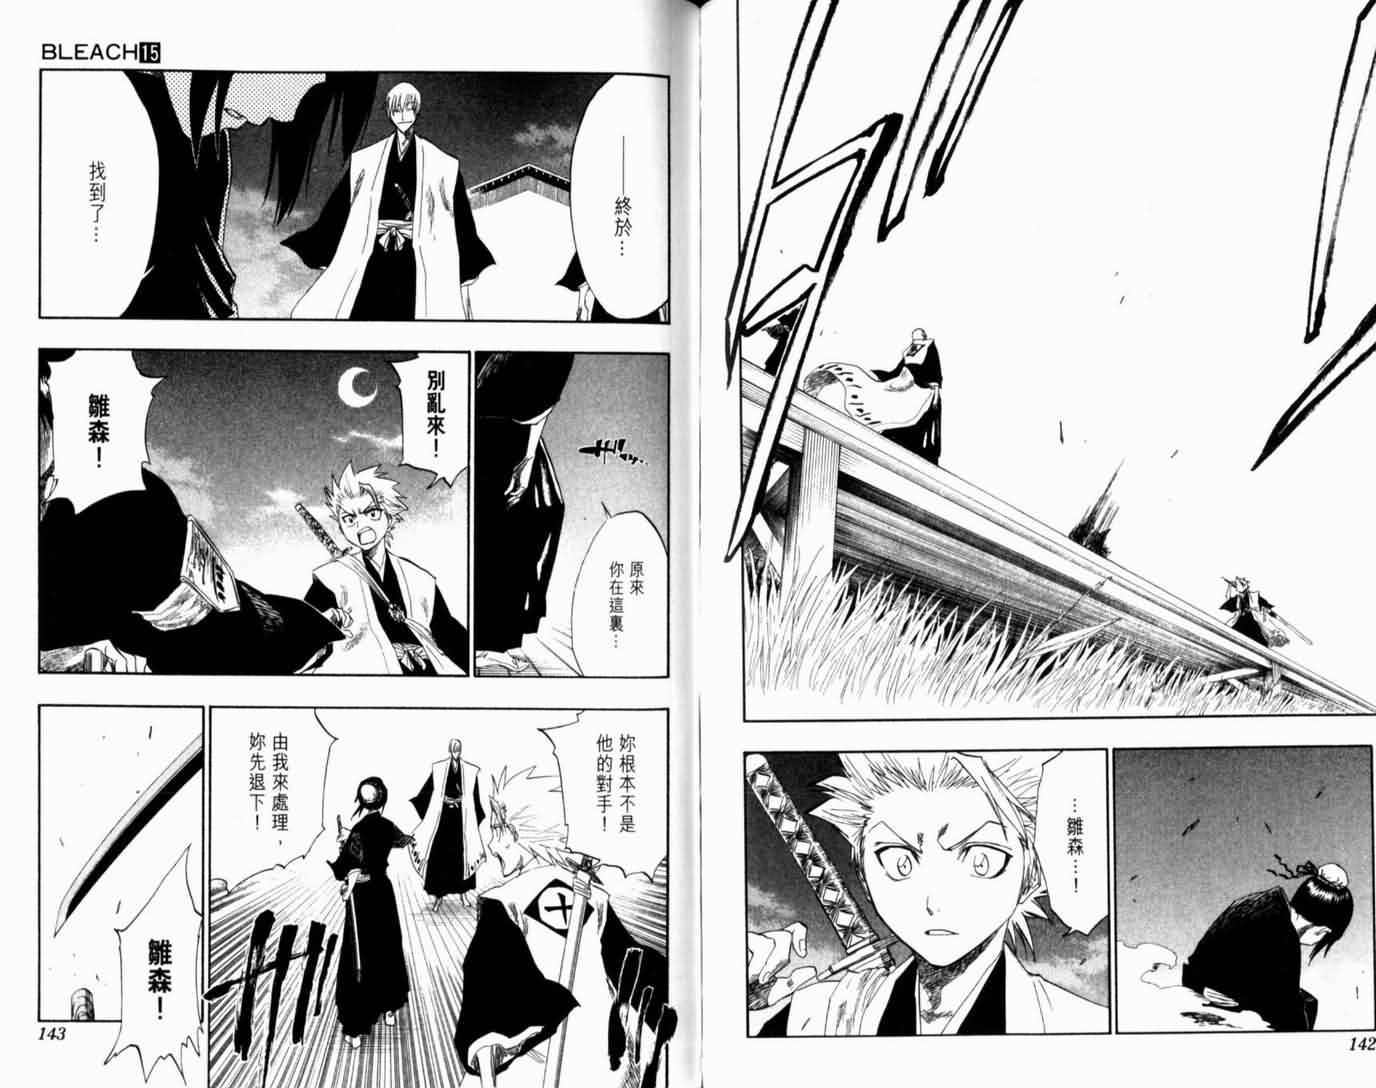 …雛森…！
142
BLEACH 15
——終於…
找到了…
原來
你在這裏…
別亂來！
雛森！
妳根本不是
他的對手！
由我來處理，
妳先退下！
雛森！
143